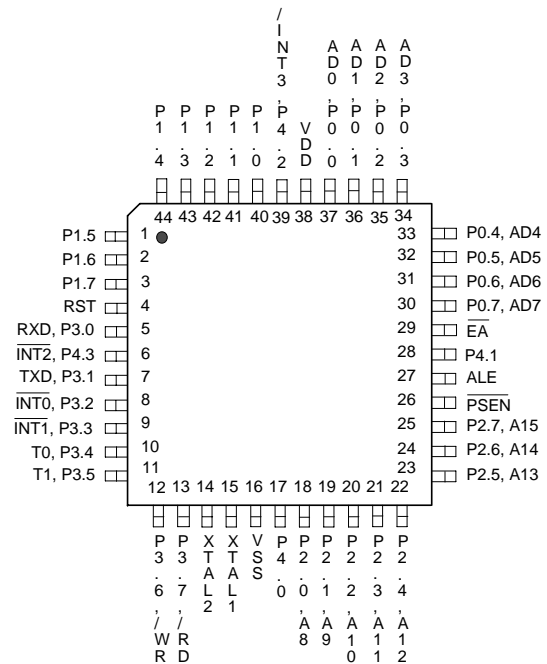 /INT3,P4.2
AD0,P0.0
AD1,P0.1
AD2,P0.2
AD3,P0.3
P1.4
P1.3
P1.2
P1.1
P1.0
VDD
44 43 42 41 40 39 38 37 36 35 34
P1.5 1
P1.6 2
P1.7 3
RST 4
RXD, P3.0 5
INT2, P4.3 6
TXD, P3.1 7
INT0, P3.2 8
INT1, P3.3 9
T0, P3.4 10
T1, P3.5 11
33 P0.4, AD4
32 P0.5, AD5
31 P0.6, AD6
30 P0.7, AD7
29 EA
28 P4.1
27 ALE
26 PSEN
25 P2.7, A15
24 P2.6, A14
23 P2.5, A13
12 13 14 15 16 17 18 19 20 21 22
P3.6,/WR
P3.7,/RD
XTAL2
XTAL1
VSS
P4.0
P2.0,A8
P2.1,A9
P2.2,A10
P2.3,A11
P2.4,A12